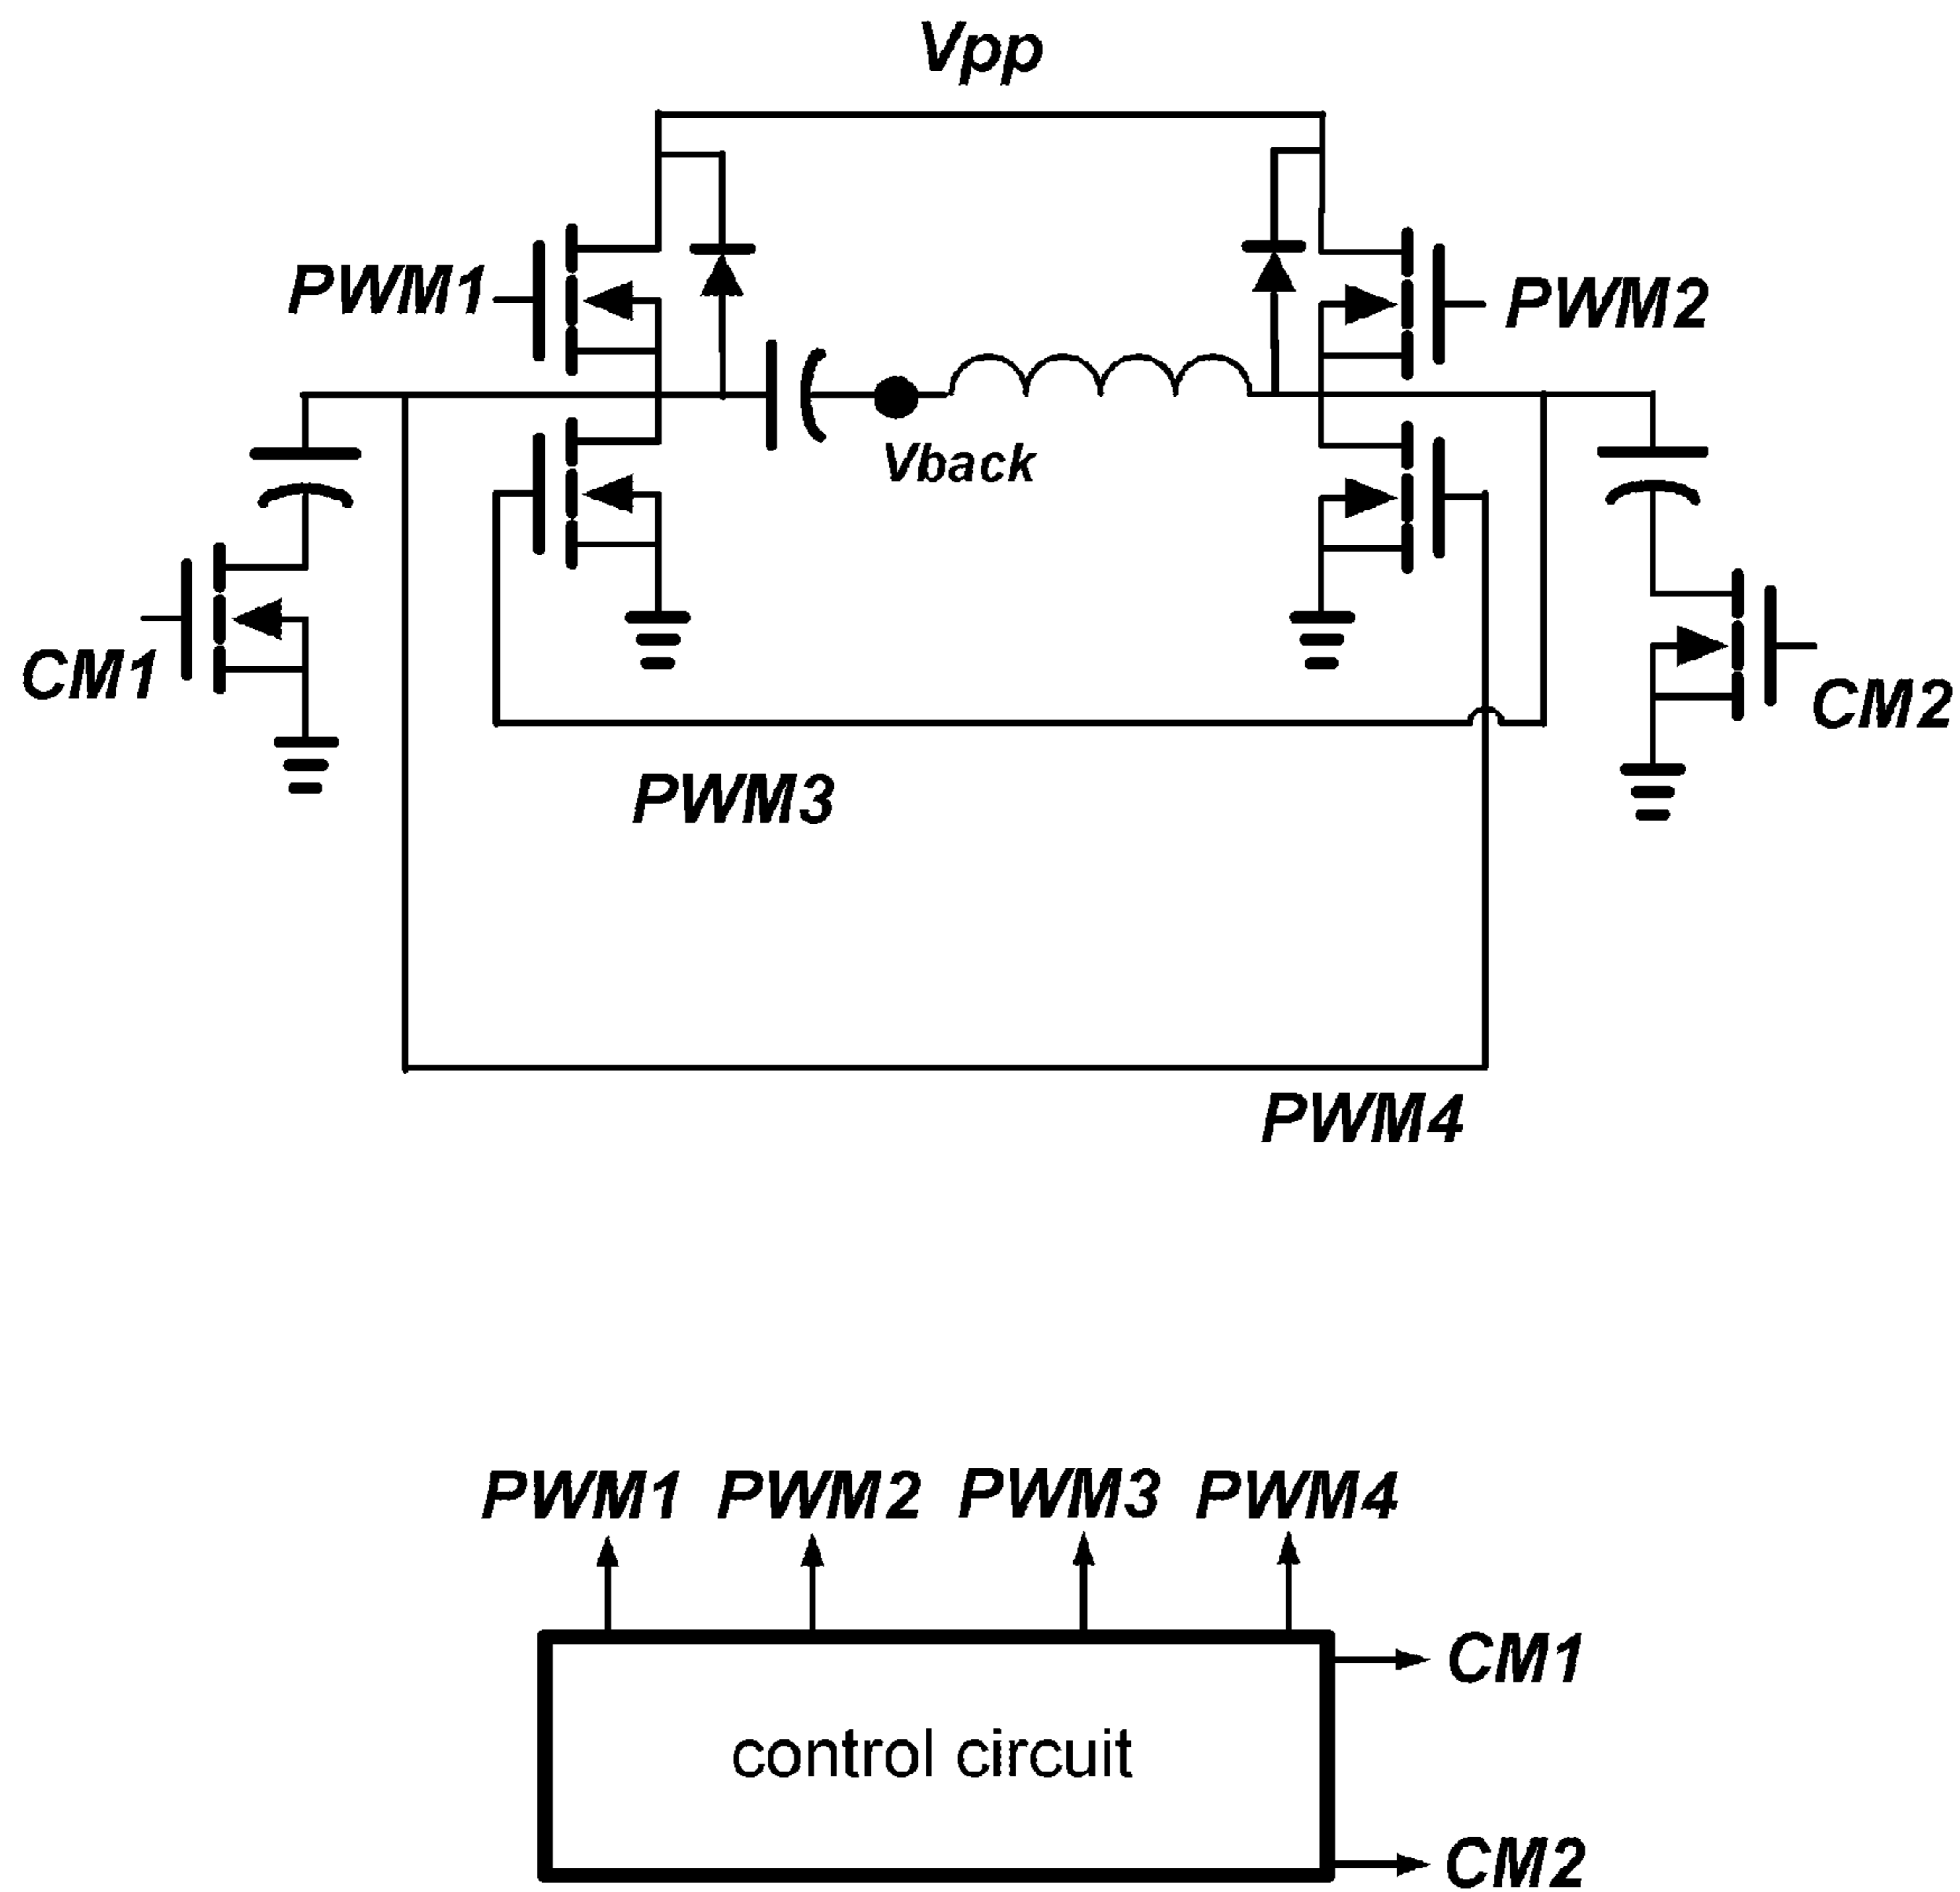 Vpp
PWM1
PWM2
Vback
CM1
CM2
PWM3
PWM4
PWM1 PWM2 PWM3 PWM4
CM1
control circuit
CM2